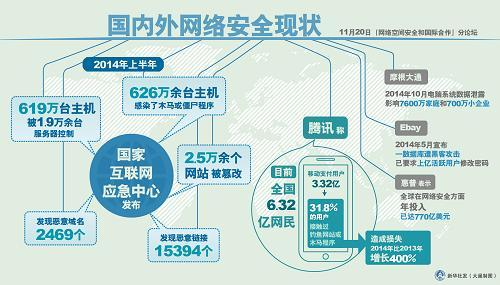 国内外网络安全现状
11月20日「网络空间安全和国际合作」分论坛
2014年上半年
619万台主机
被1.9万余台
服务器控制
626万余台主机
感染了木马或僵尸程序
国家
互联网
应急中心
发布
2.5万余个
网站 被篡改
发现恶意域名
2469个
发现恶意链接
15394个
腾讯 称
目前
全国
6.32
亿网民
移动支付用户
3.32亿
31.8%
的用户
接触过
钓鱼网站或
木马程序
造成损失
2014年比2013年
增长400%
摩根大通
2014年10月电脑系统数据泄露
影响7600万家庭和700万小企业
Ebay
2014年5月宣布
一数据库遭黑客攻击
已要求上亿活跃用户修改密码
惠普 表示
全球在网络安全方面
年投入
已达770亿美元
新华社发（大巢制图）